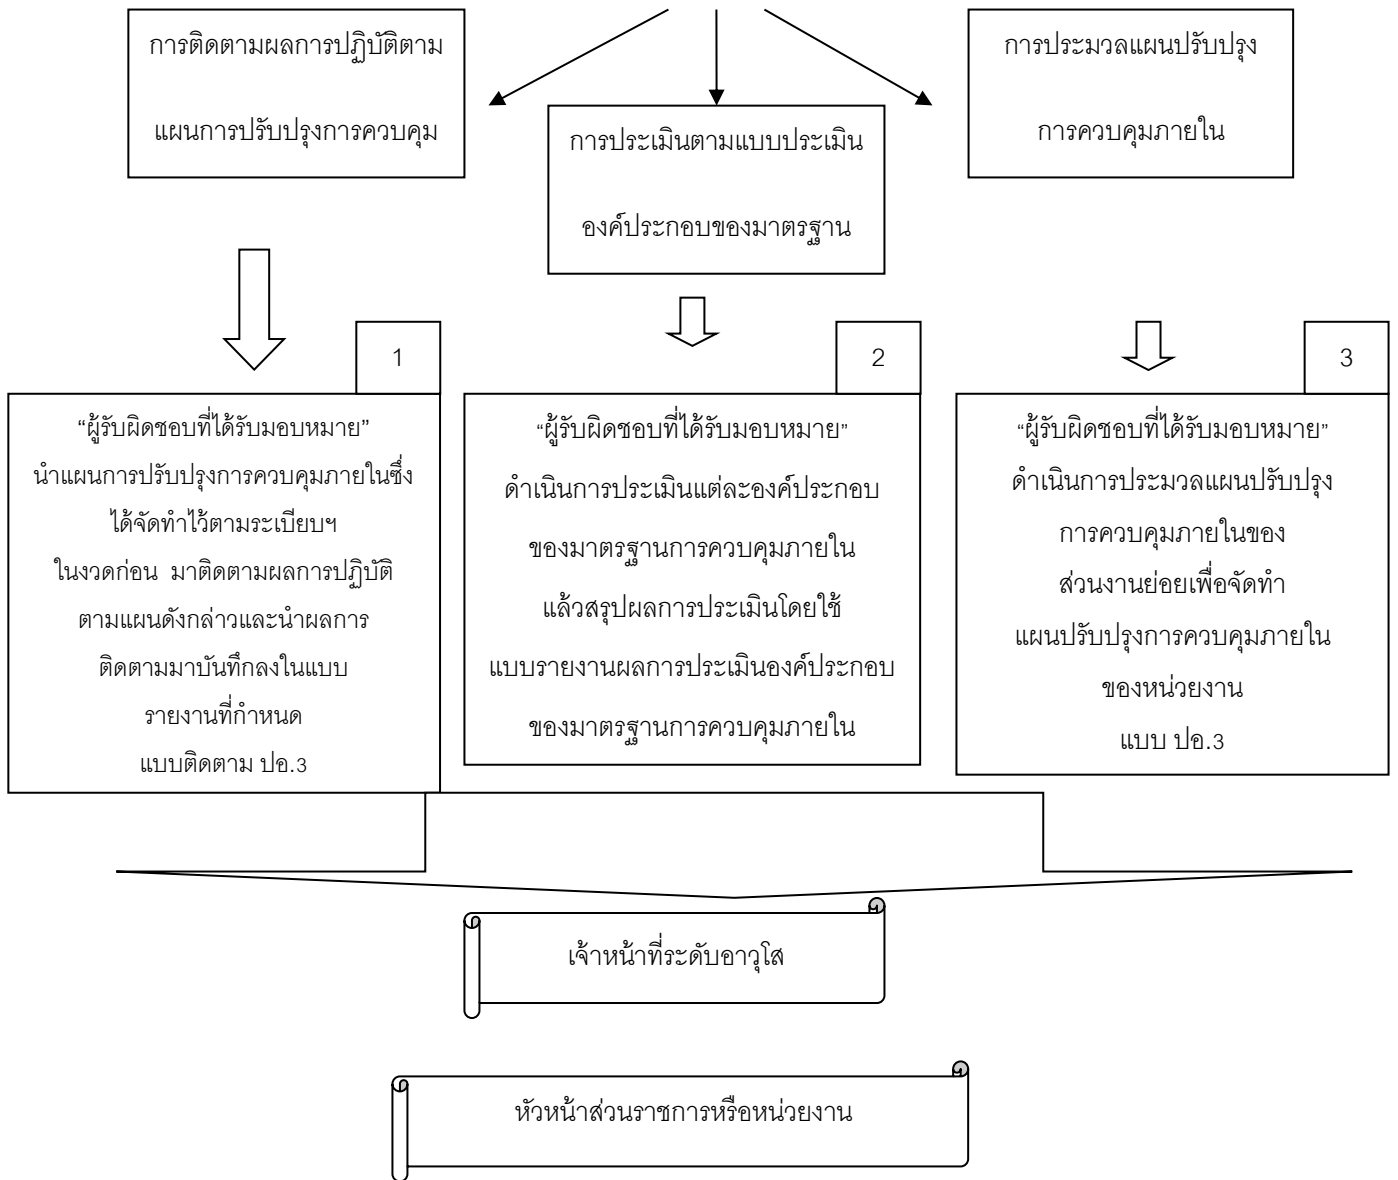 การติดตามผลการปฏิบัติตาม
แผนการปรับปรุงการควบคุม
การประเมินตามแบบประเมิน
องค์ประกอบของมาตรฐาน
การประมวลแผนปรับปรุง
การควบคุมภายใน
1
“ผู้รับผิดชอบที่ได้รับมอบหมาย”
นำแผนการปรับปรุงการควบคุมภายในซึ่ง
ได้จัดทำไว้ตามระเบียบฯ
ในงวดก่อน มาติดตามผลการปฏิบัติ
ตามแผนดังกล่าวและนำผลการ
ติดตามมาบันทึกลงในแบบ
รายงานที่กำหนด
แบบติดตาม ปอ.3
2
“ผู้รับผิดชอบที่ได้รับมอบหมาย”
ดำเนินการประเมินแต่ละองค์ประกอบ
ของมาตรฐานการควบคุมภายใน
แล้วสรุปผลการประเมินโดยใช้
แบบรายงานผลการประเมินองค์ประกอบ
ของมาตรฐานการควบคุมภายใน
3
“ผู้รับผิดชอบที่ได้รับมอบหมาย”
ดำเนินการประมวลแผนปรับปรุง
การควบคุมภายในของ
ส่วนงานย่อยเพื่อจัดทำ
แผนปรับปรุงการควบคุมภายใน
ของหน่วยงาน
แบบ ปอ.3
เจ้าหน้าที่ระดับอาวุโส
หัวหน้าส่วนราชการหรือหน่วยงาน